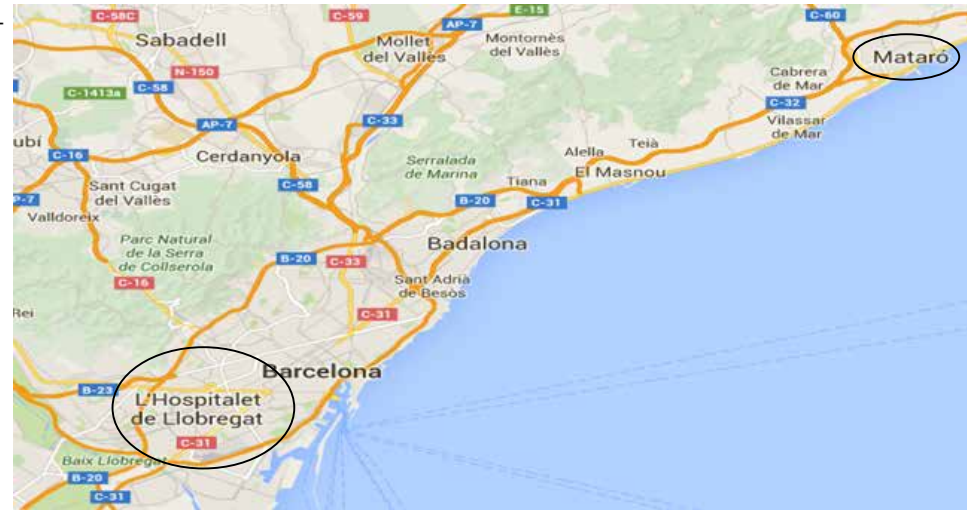 C-58C
C-59
E-15
C-60
AP-7
Sabadell
Mollet
del Vallès
Montornès
del Vallès
Mataró
N-150
C-58
C-1413a
Cabrera
de Mar
C-32
AP-7
C-33
Vilassar
de Mar
ubí
C-16
Cerdanyola
Serralada
de Marina
Alella
Teià
El Masnou
Sant Cugat
del Vallès
C-58
Tiana
P-7
B-20
C-31
Valldoreix
Parc Natural
de la Serra
de Collserola
Badalona
B-20
C-33
C-16
Sant Adrià
de Besòs
Rei
C-31
Barcelona
B-23
L'Hospitalet
de Llobregat
C-31
Baix Llobregat
B-20
C-31